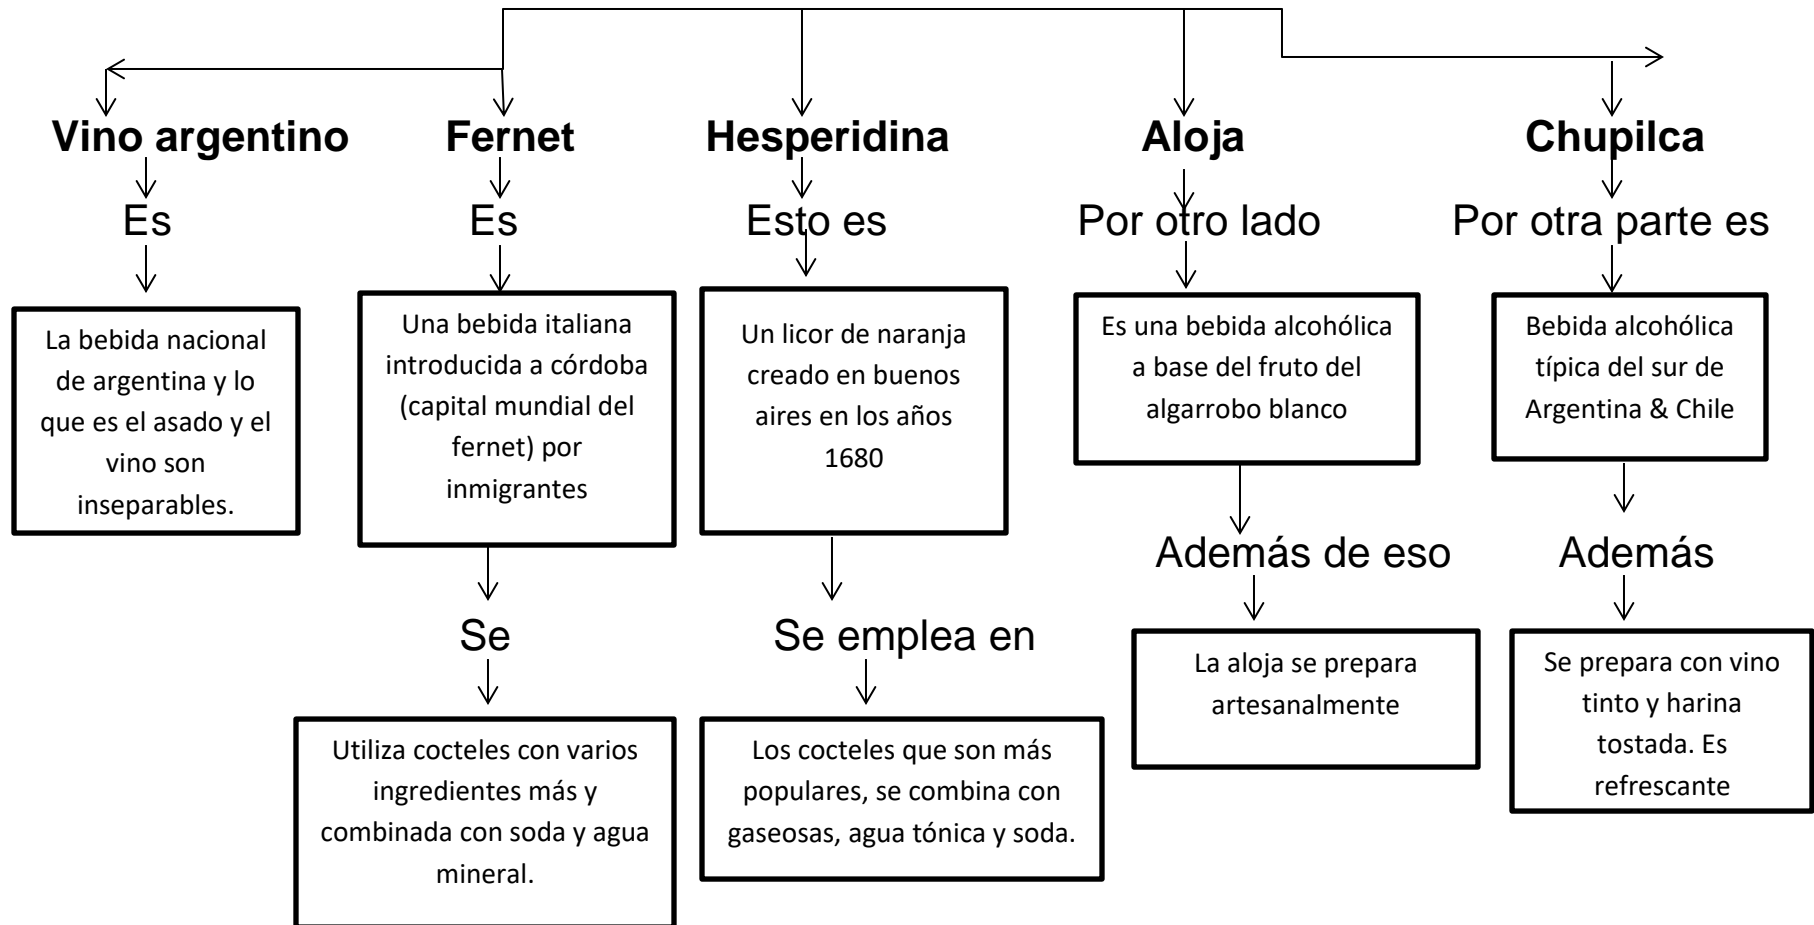 Vino argentino
Es
La bebida nacional
de argentina y lo
que es el asado y el
vino son
inseparables.
Fernet
Es
Una bebida italiana
introducida a córdoba
(capital mundial del
fernet) por
inmigrantes
Se
Utiliza cocteles con varios
ingredientes más y
combinada con soda y agua
mineral.
Hesperidina
Esto es
Un licor de naranja
creado en buenos
aires en los años
1680
Se emplea en
Los cocteles que son más
populares, se combina con
gaseosas, agua tónica y soda.
Aloja
Por otro lado
Es una bebida alcohólica
a base del fruto del
algarrobo blanco
Además de eso
La aloja se prepara
artesanalmente
Chupilca
Por otra parte es
Bebida alcohólica
típica del sur de
Argentina & Chile
Además
Se prepara con vino
tinto y harina
tostada. Es
refrescante